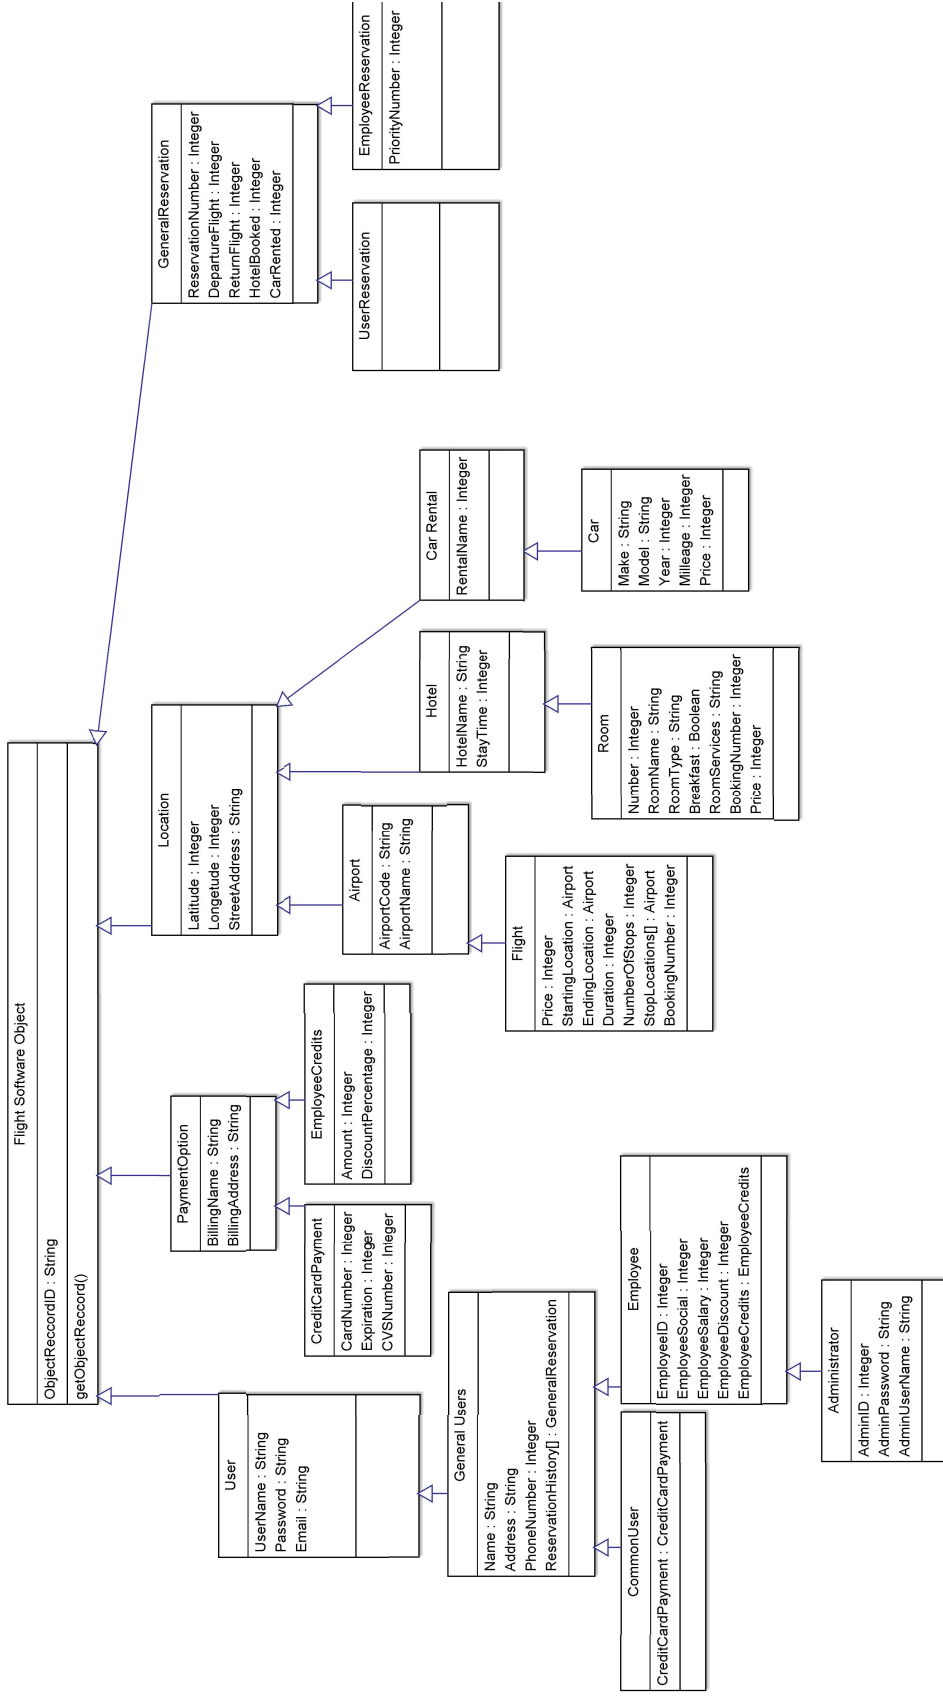 Flight Software Object
ObjectReccordID : String
getObjectReccord()
User
UserName : String
Password : String
Email : String
General Users
Name : String
Address : String
PhoneNumber : Integer
ReservationHistory[] : GeneralReservation
CommonUser
CreditCardPayment : CreditCardPayment
Employee
EmployeeID : Integer
EmployeeSocial : Integer
EmployeeSalary : Integer
EmployeeDiscount : Integer
EmployeeCredits : EmployeeCredits
Administrator
AdminID : Integer
AdminPassword : String
AdminUserName : String
PaymentOption
BillingName : String
BillingAddress : String
CreditCardPayment
CardNumber : Integer
Expiration : Integer
CVSNumber : Integer
EmployeeCredits
Amount : Integer
DiscountPercentage : Integer
Location
Latitude : Integer
Longetude : Integer
StreetAddress : String
Airport
AirportCode : String
AirportName : String
Flight
Price : Integer
StartingLocation : Airport
EndingLocation : Airport
Duration : Integer
NumberOfStops : Integer
StopLocations[] : Airport
BookingNumber : Integer
Hotel
HotelName : String
StayTime : Integer
Room
Number : Integer
RoomName : String
RoomType : String
Breakfast : Boolean
RoomServices : String
BookingNumber : Integer
Price : Integer
Car Rental
RentalName : Integer
Car
Make : String
Model : String
Year : Integer
Milleage : Integer
Price : Integer
GeneralReservation
ReservationNumber : Integer
DepartureFlight : Integer
ReturnFlight : Integer
HotelBooked : Integer
CarRented : Integer
UserReservation
EmployeeReservation
PriorityNumber : Integer